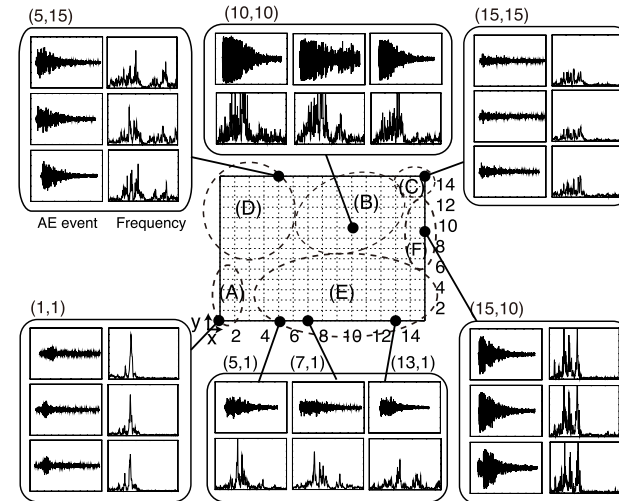 (5,15)
(10,10)
(15,15)
AE event Frequency
(D)
(B)
(C)
(F)
(A)
(E)
14
12
10
8
6
4
2
y
x
2 4 6 8 10 12 14
(1,1)
(5,1) (7,1) (13,1)
(15,10)